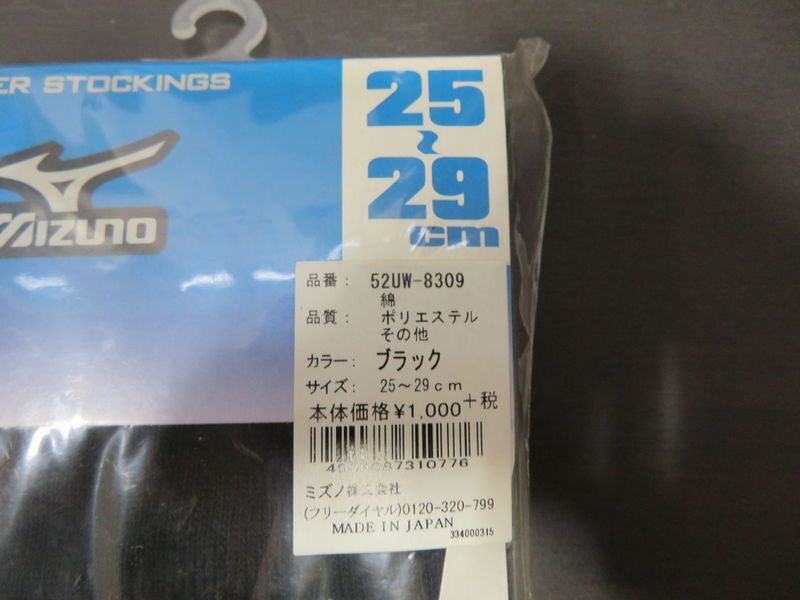 STOCKINGS
25
~
29
cm
MIZUNO
品番： 52UW-8309
綿
品質： ポリエステル
その他
カラー： ブラック
サイズ： 25～29cm
本体価格¥1,000+税
ミズノ株式会社
(フリーダイヤル)0120-320-799
MADE IN JAPAN
334000315